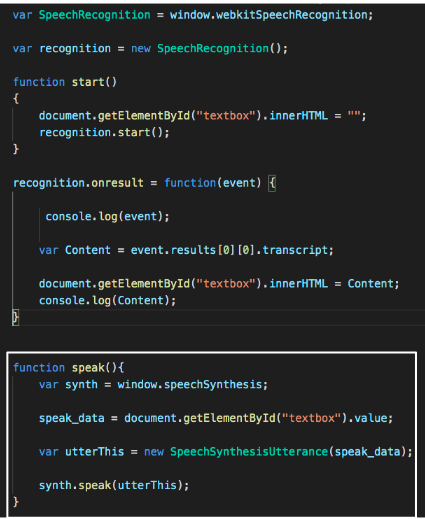 var SpeechRecognition = window.webkitSpeechRecognition;
var recognition = new SpeechRecognition();
function start()
{
document.getElementById("textbox").innerHTML = "";
recognition.start();
}
recognition.onresult = function(event) {
console.log(event);
var Content = event.results[0][0].transcript;
document.getElementById("textbox").innerHTML = Content;
console.log(Content);
}
function speak(){
var synth = window.speechSynthesis;
speak_data = document.getElementById("textbox").value;
var utterThis = new SpeechSynthesisUtterance(speak_data);
synth.speak(utterThis);
}